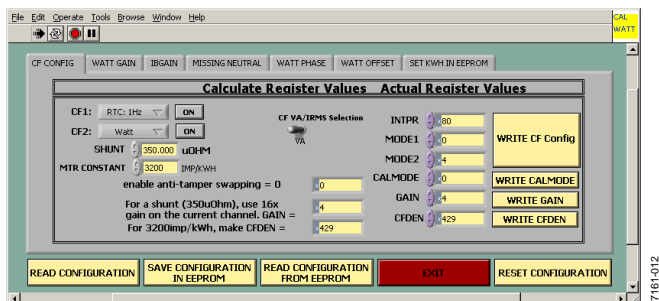 File Edit Operate Tools Browse Window Help
CAL
WATT
CF CONFIG WATT GAIN IBGAIN MISSING NEUTRAL WATT PHASE WATT OFFSET SET KWH IN EEPROM
Calculate Register Values Actual Register Values
CF1: RTC: 1Hz ON
CF2: Watt ON
CF VA/IRMS Selection
VA
SHUNT 350.000 uOHM
MTR CONSTANT 3200 IMP/KWH
enable anti-tamper swapping = 0 0
For a shunt (350uOhm), use 16x
gain on the current channel. GAIN = 4
For 3200imp/kWh, make CFDEN = 429
INTPR 80
MODE1 0
MODE2 4
CALMODE 0
GAIN 4
CFDEN 429
WRITE CF Config
WRITE CALMODE
WRITE GAIN
WRITE CFDEN
READ CONFIGURATION
SAVE CONFIGURATION
IN EEPROM
READ CONFIGURATION
FROM EEPROM
EXIT
RESET CONFIGURATION
7161-012